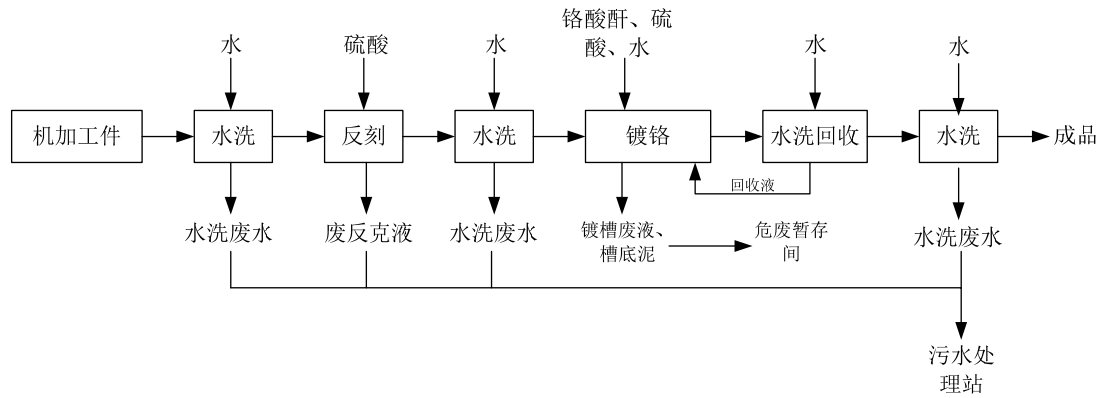 铬酸酐、硫
酸、水
水
硫酸
水
水
水
机加工件
水洗
反刻
水洗
镀铬
水洗回收
水洗
成品
回收液
水洗废水
废反克液
水洗废水
镀槽废液、
槽底泥
危废暂存
间
水洗废水
污水处
理站